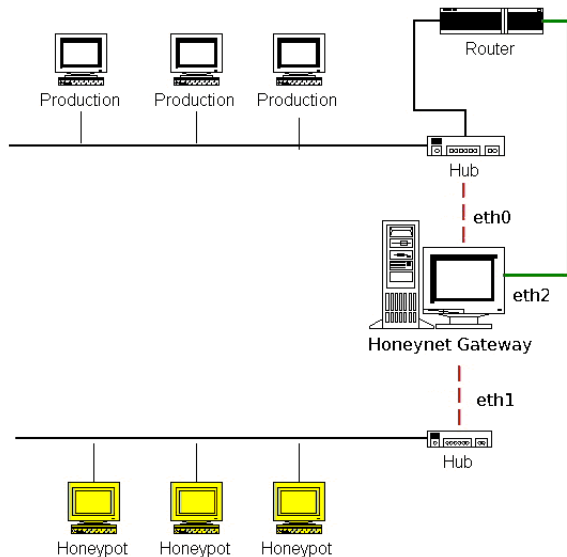 Router
Production Production Production
Hub
eth0
eth2
Honeynet Gateway
eth1
Hub
Honeypot Honeypot Honeypot